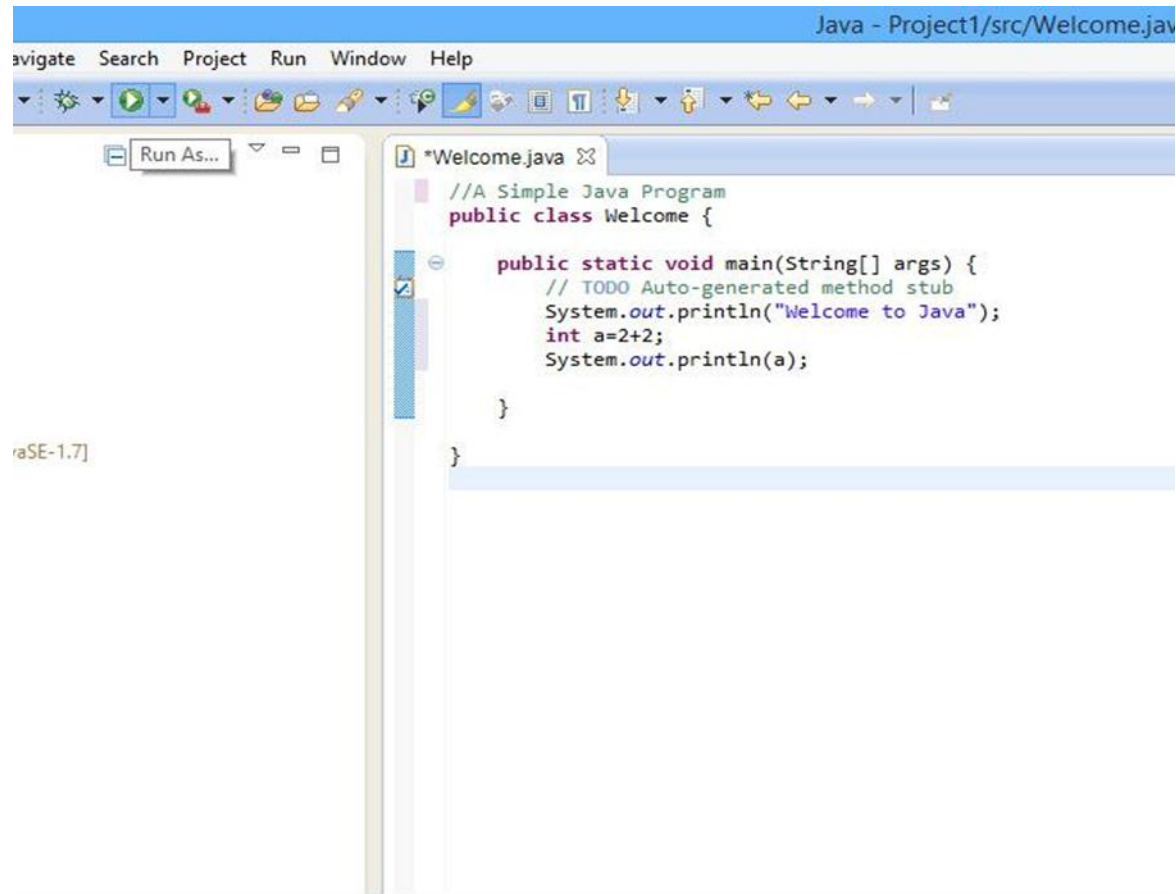 Java - Project1/src/Welcome.jav
avigate Search Project Run Window Help
Run As...
*Welcome.java
//A Simple Java Program
public class Welcome {
public static void main(String[] args) {
// TODO Auto-generated method stub
System.out.println("Welcome to Java");
int a=2+2;
System.out.println(a);
}
vaSE-1.7]
}